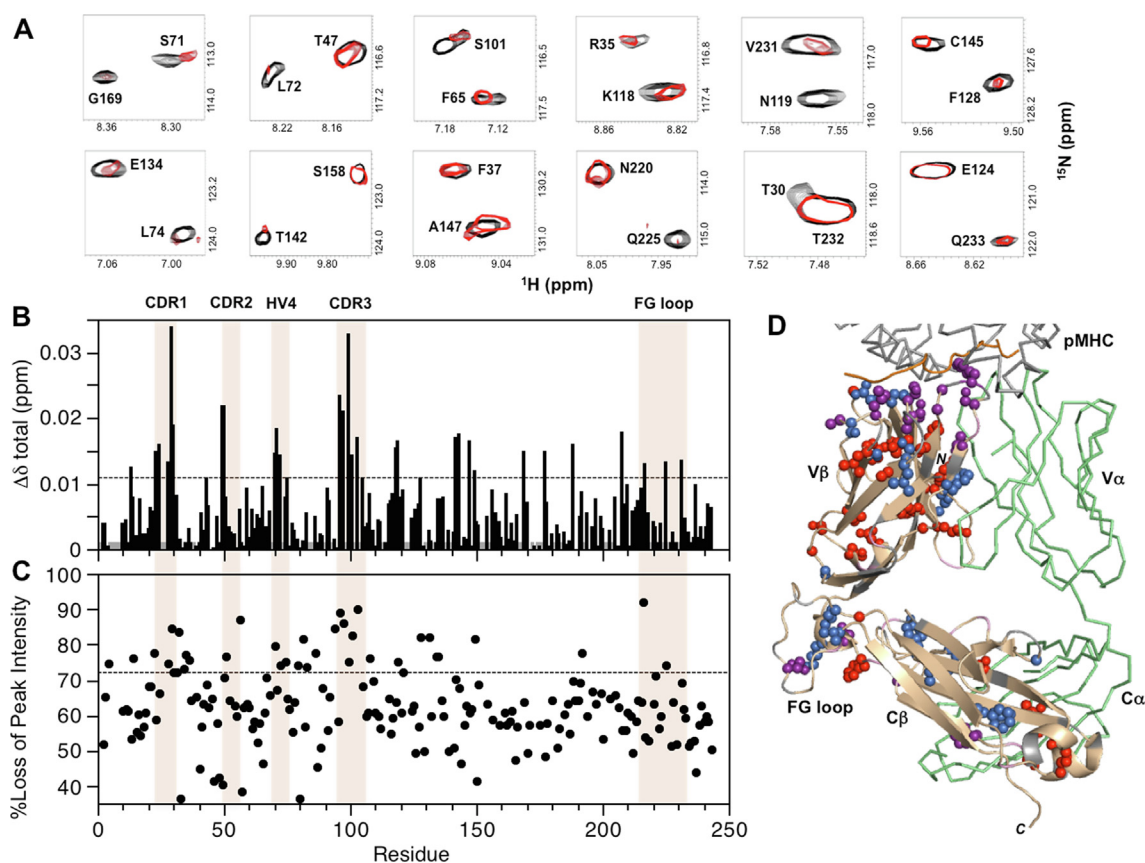 A
S71
G169
113.0
114.0
8.36
8.30
T47
L72
116.6
117.2
8.22
8.16
S101
F65
116.5
117.5
7.18
7.12
R35
K118
116.8
117.4
8.86
8.82
V231
N119
117.0
118.0
7.58
7.55
C145
F128
127.6
128.2
9.56
9.50
15N (ppm)
E134
L74
123.2
124.0
7.06
7.00
S158
T142
123.0
124.0
9.90
9.80
F37
A147
130.2
131.0
9.08
9.04
N220
Q225
114.0
115.0
8.05
7.95
T30
T232
118.0
118.6
7.52
7.48
E124
Q233
121.0
122.0
8.66
8.62
1H (ppm)
B
CDR1 CDR2 HV4 CDR3 FG loop
Δδ total (ppm)
0.03
0.02
0.01
0
C
%Loss of Peak Intensity
100
90
80
70
60
50
40
0 50 100 150 200 250
Residue
D
pMHC
Vβ
N
Vα
FG loop
Cβ
Cα
C